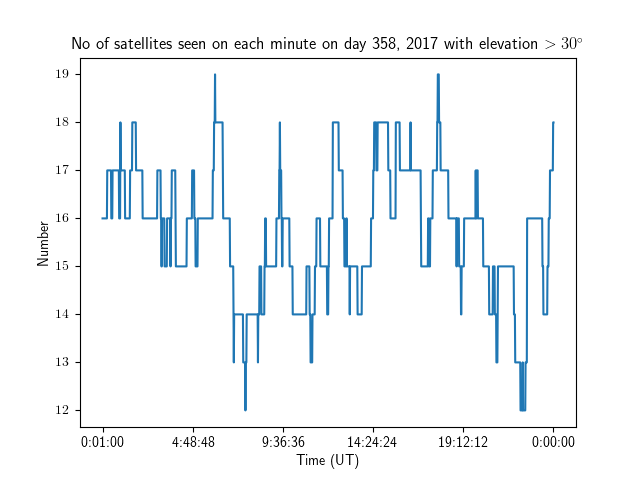 No of satellites seen on each minute on day 358, 2017 with elevation > 30°
19
18
17
16
15
14
13
12
Number
0:01:00 4:48:48 9:36:36 14:24:24 19:12:12 0:00:00
Time (UT)